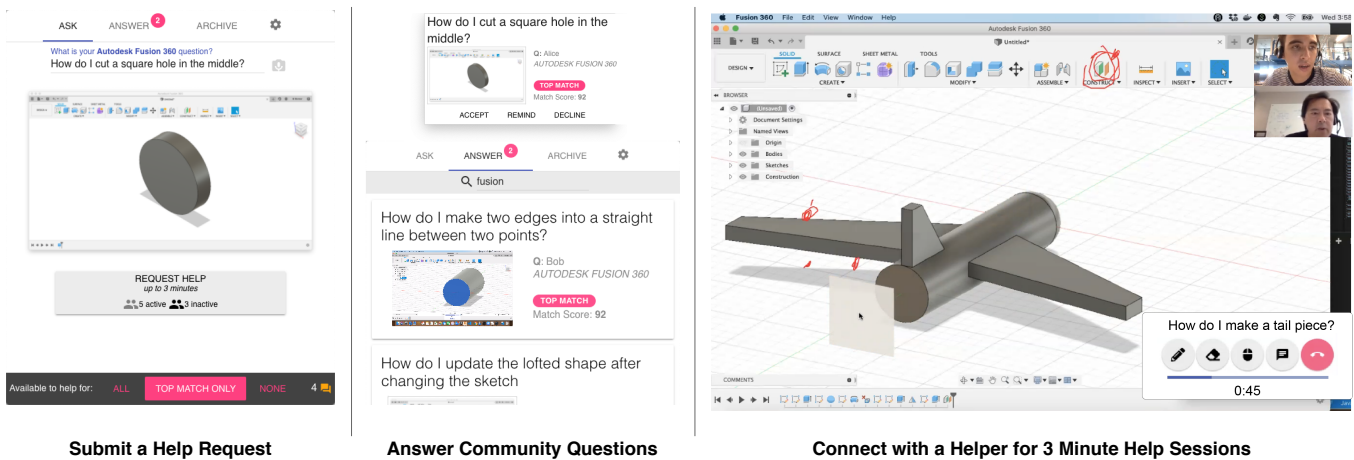 ASK
ANSWER
2
ARCHIVE
What is your Autodesk Fusion 360 question?
How do I cut a square hole in the middle?
REQUEST HELP
up to 3 minutes
5 active 3 inactive
Available to help for:
ALL
TOP MATCH ONLY
NONE
4
Submit a Help Request
How do I cut a square hole in the
middle?
Q: Alice
AUTODESK FUSION 360
TOP MATCH
Match Score: 92
ACCEPT
REMIND
DECLINE
ASK
ANSWER
2
ARCHIVE
fusion
How do I make two edges into a straight
line between two points?
Q: Bob
AUTODESK FUSION 360
TOP MATCH
Match Score: 92
How do I update the lofted shape after
changing the sketch
Answer Community Questions
Fusion 360 File Edit View Window Help
Wed 3:58
Autodesk Fusion 360
Untitled*
SOLID
SURFACE
SHEET METAL
TOOLS
DESIGN
CREATE
MODIFY
ASSEMBLE
CONSTRUCT
INSPECT
INSERT
SELECT
BROWSER
(Unsaved)
Document Settings
Named Views
Origin
Bodies
Sketches
Construction
COMMENTS
How do I make a tail piece?
0:45
Connect with a Helper for 3 Minute Help Sessions